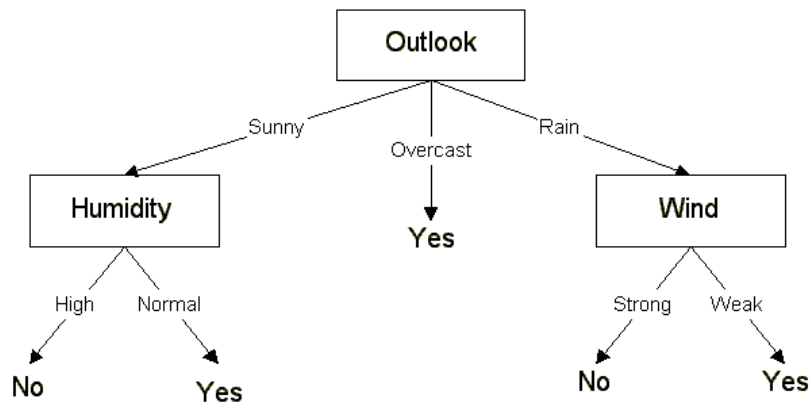 Outlook
Sunny
Overcast
Rain
Humidity
Yes
Wind
High
Normal
Strong
Weak
No
Yes
No
Yes